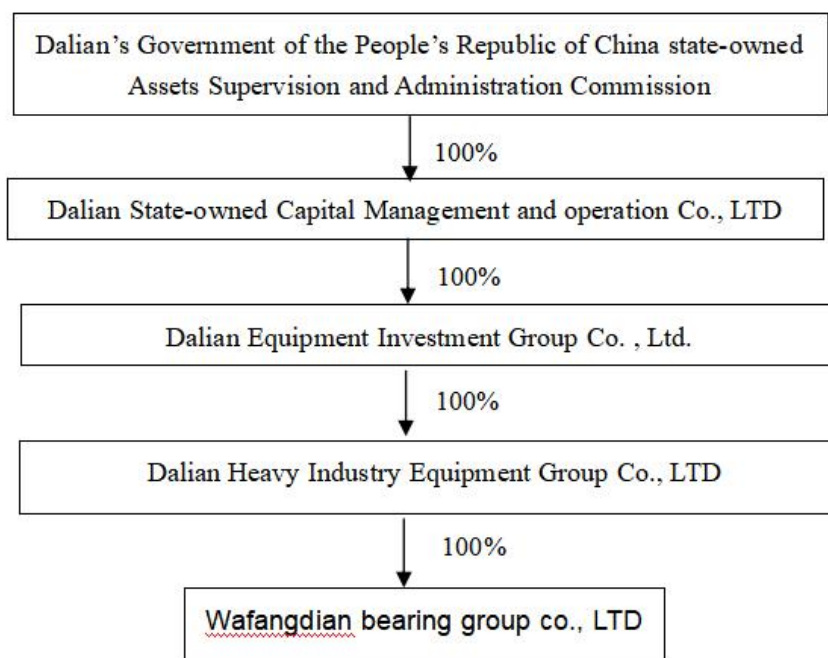 Dalian’s Government of the People’s Republic of China state-owned
Assets Supervision and Administration Commission
100%
Dalian State-owned Capital Management and operation Co., LTD
100%
Dalian Equipment Investment Group Co. , Ltd.
100%
Dalian Heavy Industry Equipment Group Co., LTD
100%
Wafangdian bearing group co., LTD